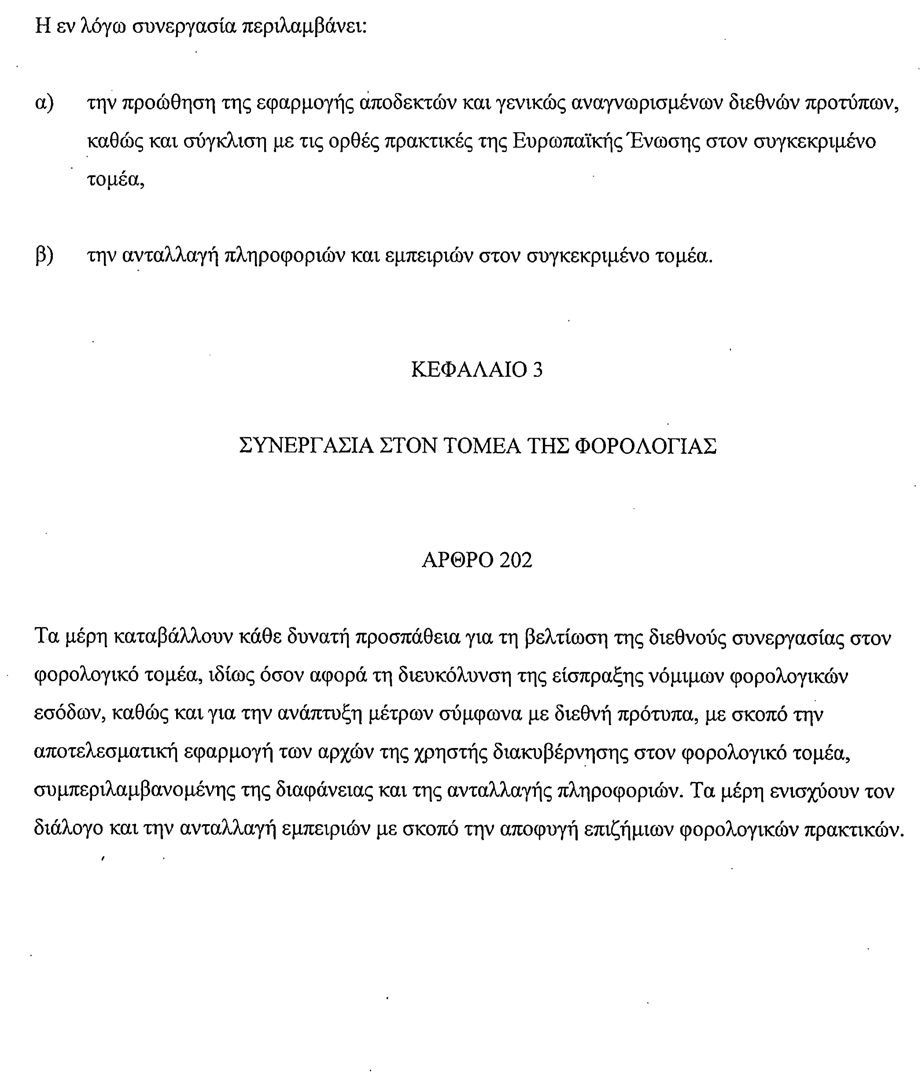 Η εν λόγω συνεργασία περιλαμβάνει:
α) την προώθηση της εφαρμογής αποδεκτών και γενικώς αναγνωρισμένων διεθνών προτύπων,
καθώς και σύγκλιση με τις ορθές πρακτικές της Ευρωπαϊκής Ένωσης στον συγκεκριμένο
τομέα,
β) την ανταλλαγή πληροφοριών και εμπειριών στον συγκεκριμένο τομέα.
ΚΕΦΑΛΑΙΟ 3
ΣΥΝΕΡΓΑΣΙΑ ΣΤΟΝ ΤΟΜΕΑ ΤΗΣ ΦΟΡΟΛΟΓΙΑΣ
ΑΡΘΡΟ 202
Τα μέρη καταβάλλουν κάθε δυνατή προσπάθεια για τη βελτίωση της διεθνούς συνεργασίας στον
φορολογικό τομέα, ιδίως όσον αφορά τη διευκόλυνση της είσπραξης νόμιμων φορολογικών
εσόδων, καθώς και για την ανάπτυξη μέτρων σύμφωνα με διεθνή πρότυπα, με σκοπό την
αποτελεσματική εφαρμογή των αρχών της χρηστής διακυβέρνησης στον φορολογικό τομέα,
συμπεριλαμβανομένης της διαφάνειας και της ανταλλαγής πληροφοριών. Τα μέρη ενισχύουν τον
διάλογο και την ανταλλαγή εμπειριών με σκοπό την αποφυγή επιζήμιων φορολογικών πρακτικών.